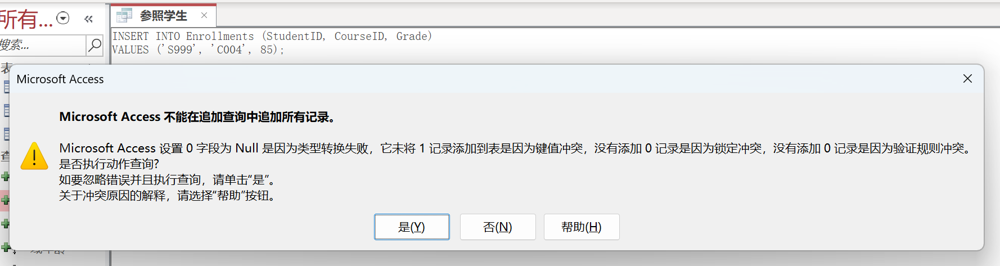 所有...
«
参照学生
搜索...
INSERT INTO Enrollments (StudentID, CourseID, Grade)
VALUES ('S999', 'C004', 85);
表
Microsoft Access
Microsoft Access 不能在追加查询中追加所有记录。
Microsoft Access 设置 0 字段为 Null 是因为类型转换失败，它未将 1 记录添加到表是因为键值冲突，没有添加 0 记录是因为锁定冲突，没有添加 0 记录是因为验证规则冲突。
是否执行动作查询?
如要忽略错误并且执行查询，请单击“是”。
关于冲突原因的解释，请选择“帮助”按钮。
是(Y)
否(N)
帮助(H)